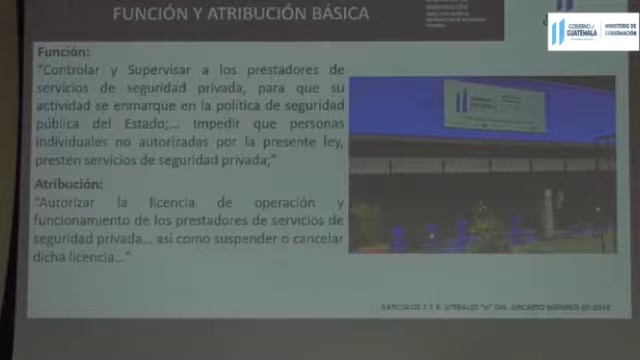 FUNCIÓN Y ATRIBUCIÓN BÁSICA
GOBIERNO de
GUATEMALA
MINISTERIO DE
GOBERNACIÓN
Función:
"Controlar y Supervisar a los prestadores de
servicios de seguridad privada, para que su
actividad se enmarque en la política de seguridad
pública del Estado;... Impedir que personas
individuales no autorizadas por la presente ley,
presten servicios de seguridad privada;"
Atribución:
"Autorizar la licencia de operación y
funcionamiento de los prestadores de servicios de
seguridad privada... así como suspender o cancelar
dicha licencia..."
DEL DECRETO NÚMERO